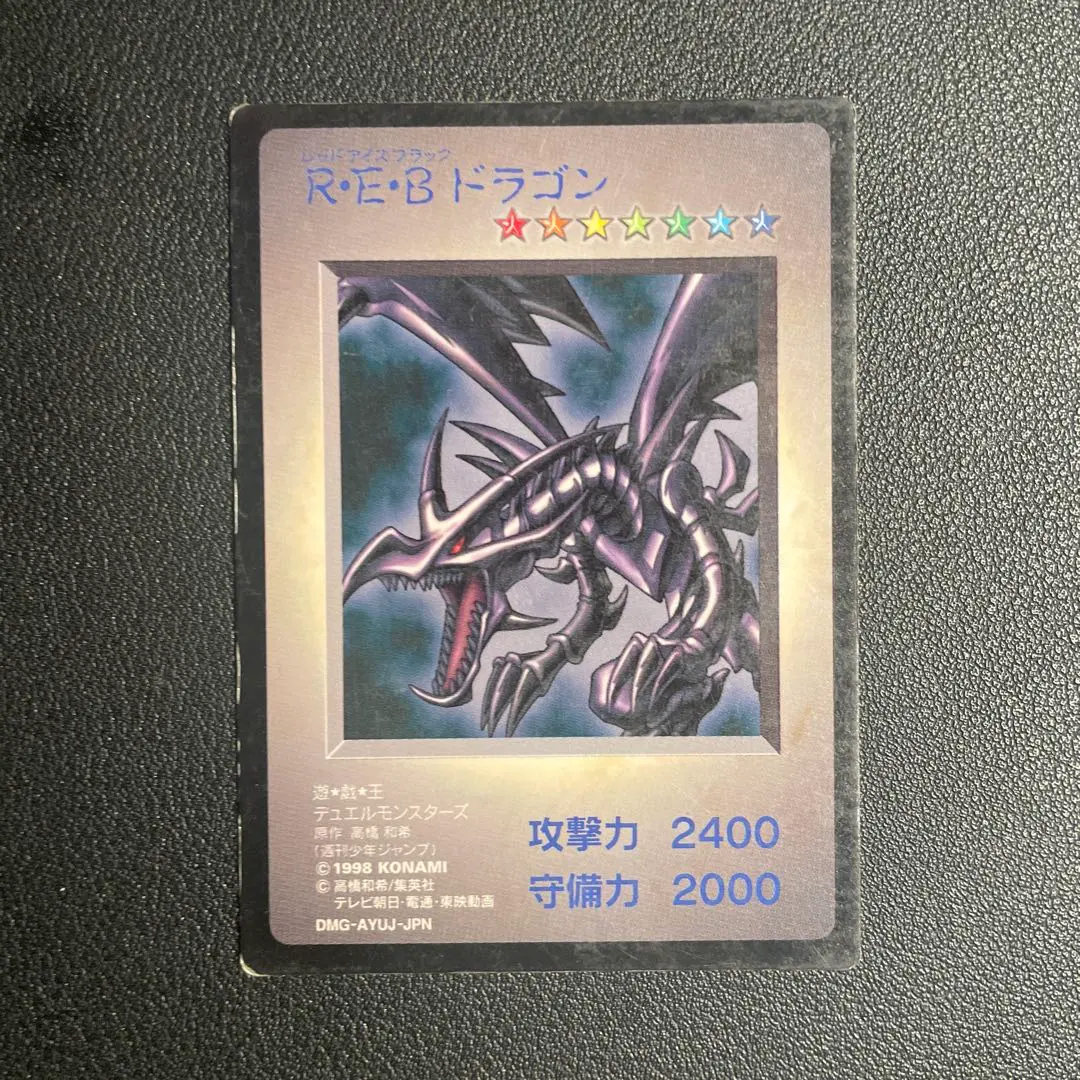 レッドアイズブラック
R・E・B ドラゴン
遊★戯★王
デュエルモンスターズ
原作 高橋 和希
(週刊少年ジャンプ)
©1998 KONAMI
©高橋和希/集英社
テレビ朝日・電通・東映動画
DMG-AYUJ-JPN
攻撃力 2400
守備力 2000